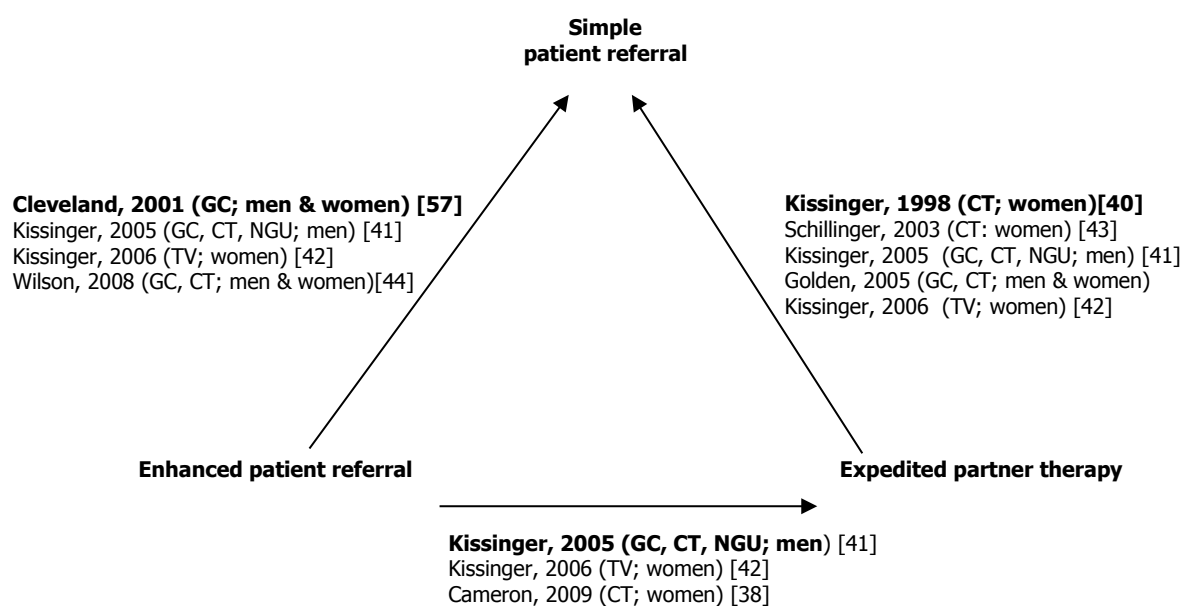 Simple
patient referral
Cleveland, 2001 (GC; men & women) [57]
Kissinger, 2005 (GC, CT, NGU; men) [41]
Kissinger, 2006 (TV; women) [42]
Wilson, 2008 (GC, CT; men & women)[44]
Kissinger, 1998 (CT; women)[40]
Schillinger, 2003 (CT: women) [43]
Kissinger, 2005  (GC, CT, NGU; men) [41]
Golden, 2005 (GC, CT; men & women)
Kissinger, 2006  (TV; women) [42]
Enhanced patient referral
Expedited partner therapy
Kissinger, 2005 (GC, CT, NGU; men) [41]
Kissinger, 2006 (TV; women) [42]
Cameron, 2009 (CT; women) [38]